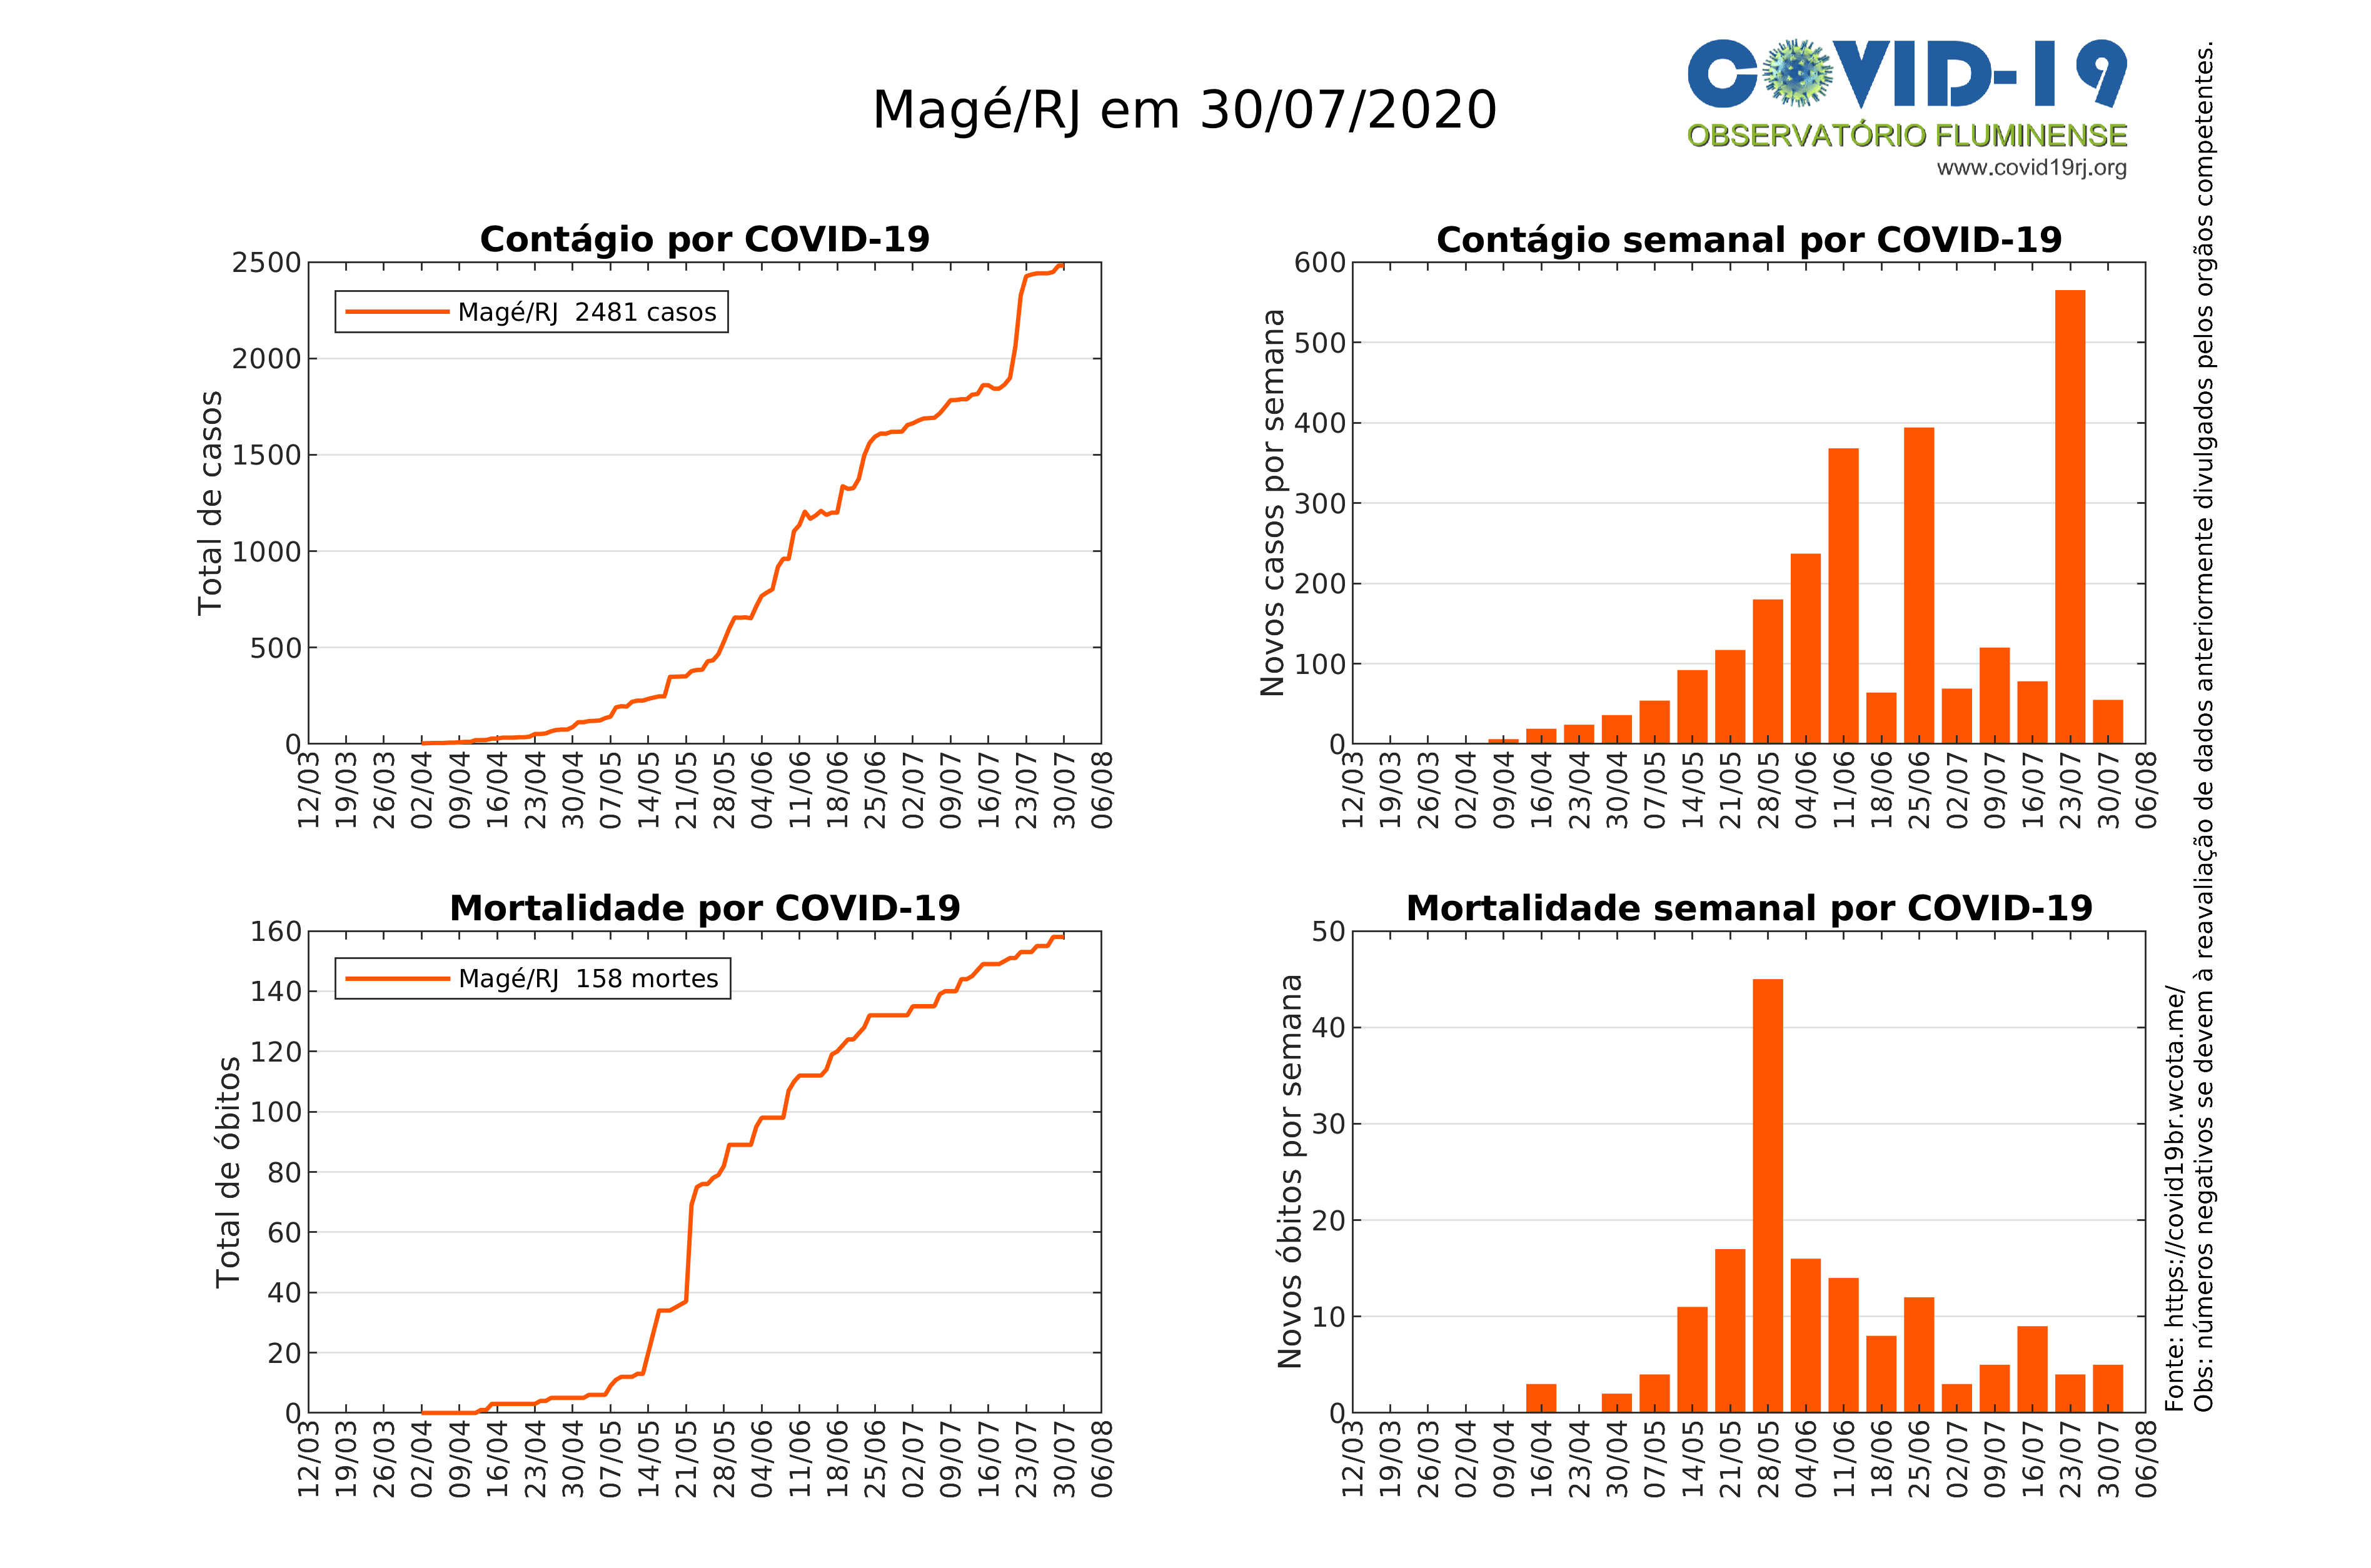 Magé/RJ em 30/07/2020
COVID-19
OBSERVATÓRIO FLUMINENSE
www.covid19rj.org
Contágio por COVID-19
Total de casos
2500
2000
1500
1000
500
0
Magé/RJ 2481 casos
12/03 19/03 26/03 02/04 09/04 16/04 23/04 30/04 07/05 14/05 21/05 28/05 04/06 11/06 18/06 25/06 02/07 09/07 16/07 23/07 30/07 06/08
Contágio semanal por COVID-19
Novos casos por semana
600
500
400
300
200
100
0
12/03 19/03 26/03 02/04 09/04 16/04 23/04 30/04 07/05 14/05 21/05 28/05 04/06 11/06 18/06 25/06 02/07 09/07 16/07 23/07 30/07 06/08
Mortalidade por COVID-19
Total de óbitos
160
140
120
100
80
60
40
20
0
Magé/RJ 158 mortes
12/03 19/03 26/03 02/04 09/04 16/04 23/04 30/04 07/05 14/05 21/05 28/05 04/06 11/06 18/06 25/06 02/07 09/07 16/07 23/07 30/07 06/08
Mortalidade semanal por COVID-19
Novos óbitos por semana
50
40
30
20
10
0
12/03 19/03 26/03 02/04 09/04 16/04 23/04 30/04 07/05 14/05 21/05 28/05 04/06 11/06 18/06 25/06 02/07 09/07 16/07 23/07 30/07 06/08
Fonte: https://covid19br.wcota.me/
Obs: números negativos se devem à reavaliação de dados anteriormente divulgados pelos orgãos competentes.